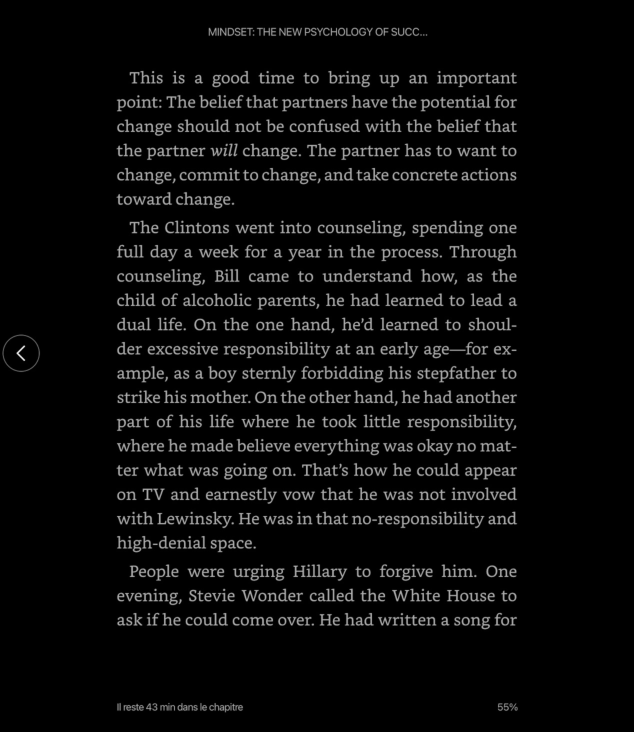 MINDSET: THE NEW PSYCHOLOGY OF SUCC...
This is a good time to bring up an important
point: The belief that partners have the potential for
change should not be confused with the belief that
the partner will change. The partner has to want to
change, commit to change, and take concrete actions
toward change.
The Clintons went into counseling, spending one
full day a week for a year in the process. Through
counseling, Bill came to understand how, as the
child of alcoholic parents, he had learned to lead a
dual life. On the one hand, he’d learned to shoul-
der excessive responsibility at an early age—for ex-
ample, as a boy sternly forbidding his stepfather to
strike his mother. On the other hand, he had another
part of his life where he took little responsibility,
where he made believe everything was okay no mat-
ter what was going on. That’s how he could appear
on TV and earnestly vow that he was not involved
with Lewinsky. He was in that no-responsibility and
high-denial space.
People were urging Hillary to forgive him. One
evening, Stevie Wonder called the White House to
ask if he could come over. He had written a song for
Il reste 43 min dans le chapitre
55%